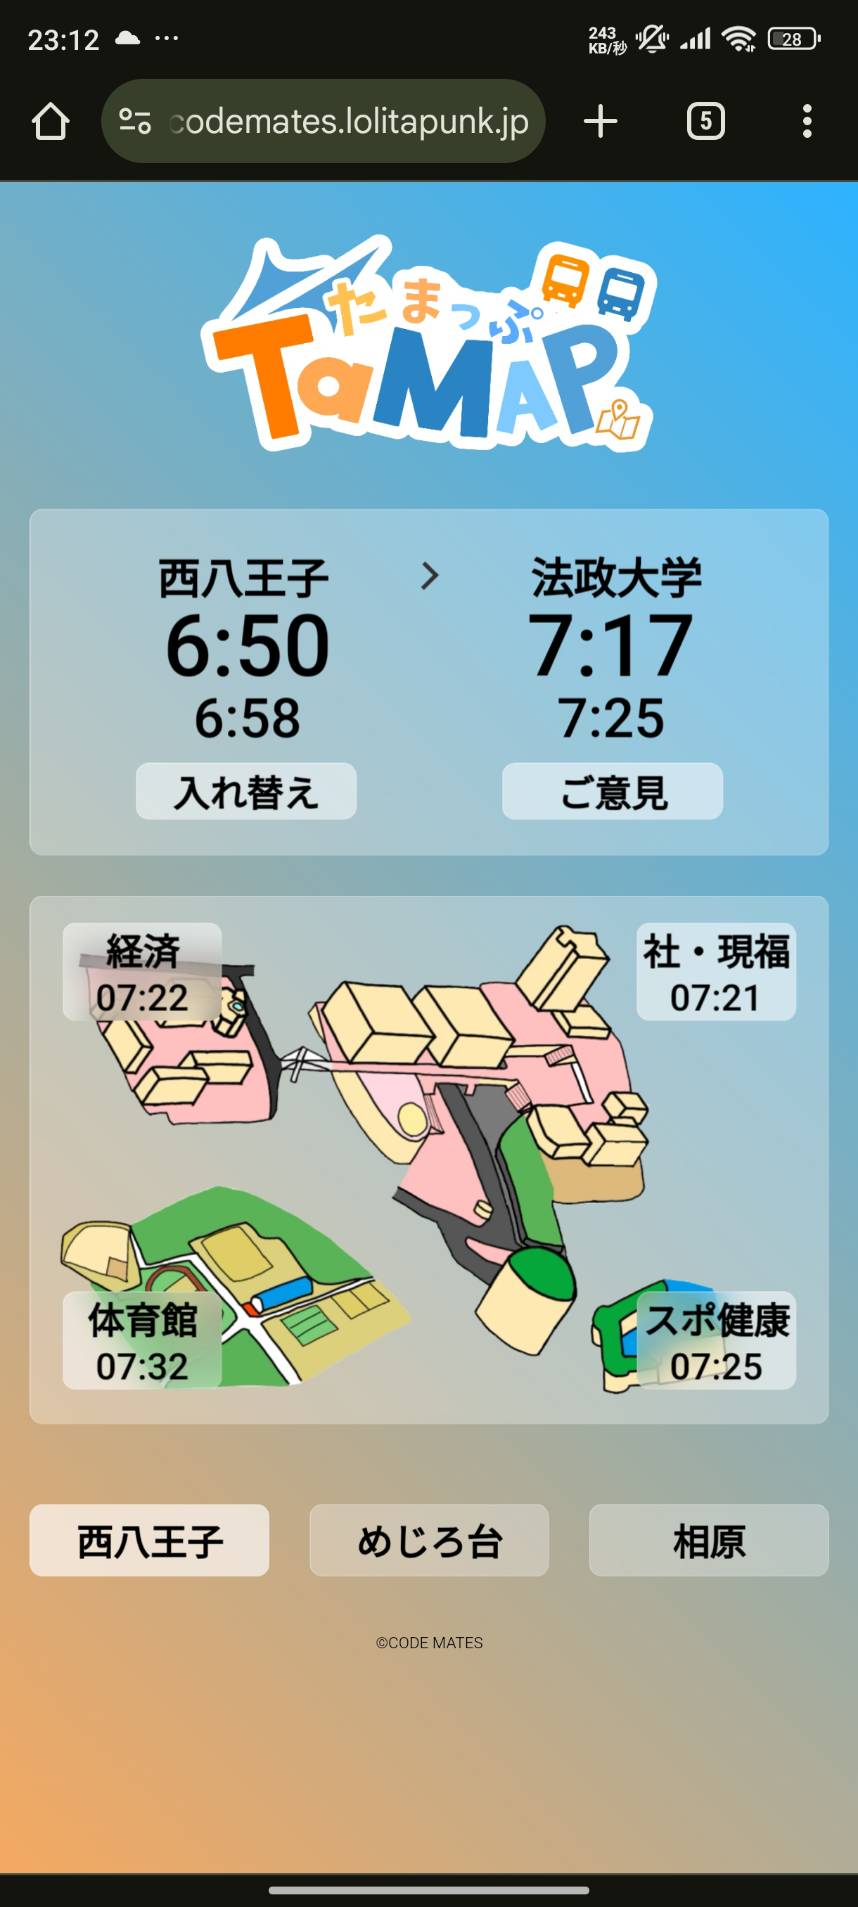 23:12
243
KB/秒
28
codemates.lolitapunk.jp
5
たまっぷ
TaMAP
西八王子 > 法政大学
6:50 7:17
6:58 7:25
入れ替え ご意見
経済
07:22
社・現福
07:21
体育館
07:32
スポ健康
07:25
西八王子 めじろ台 相原
©CODE MATES